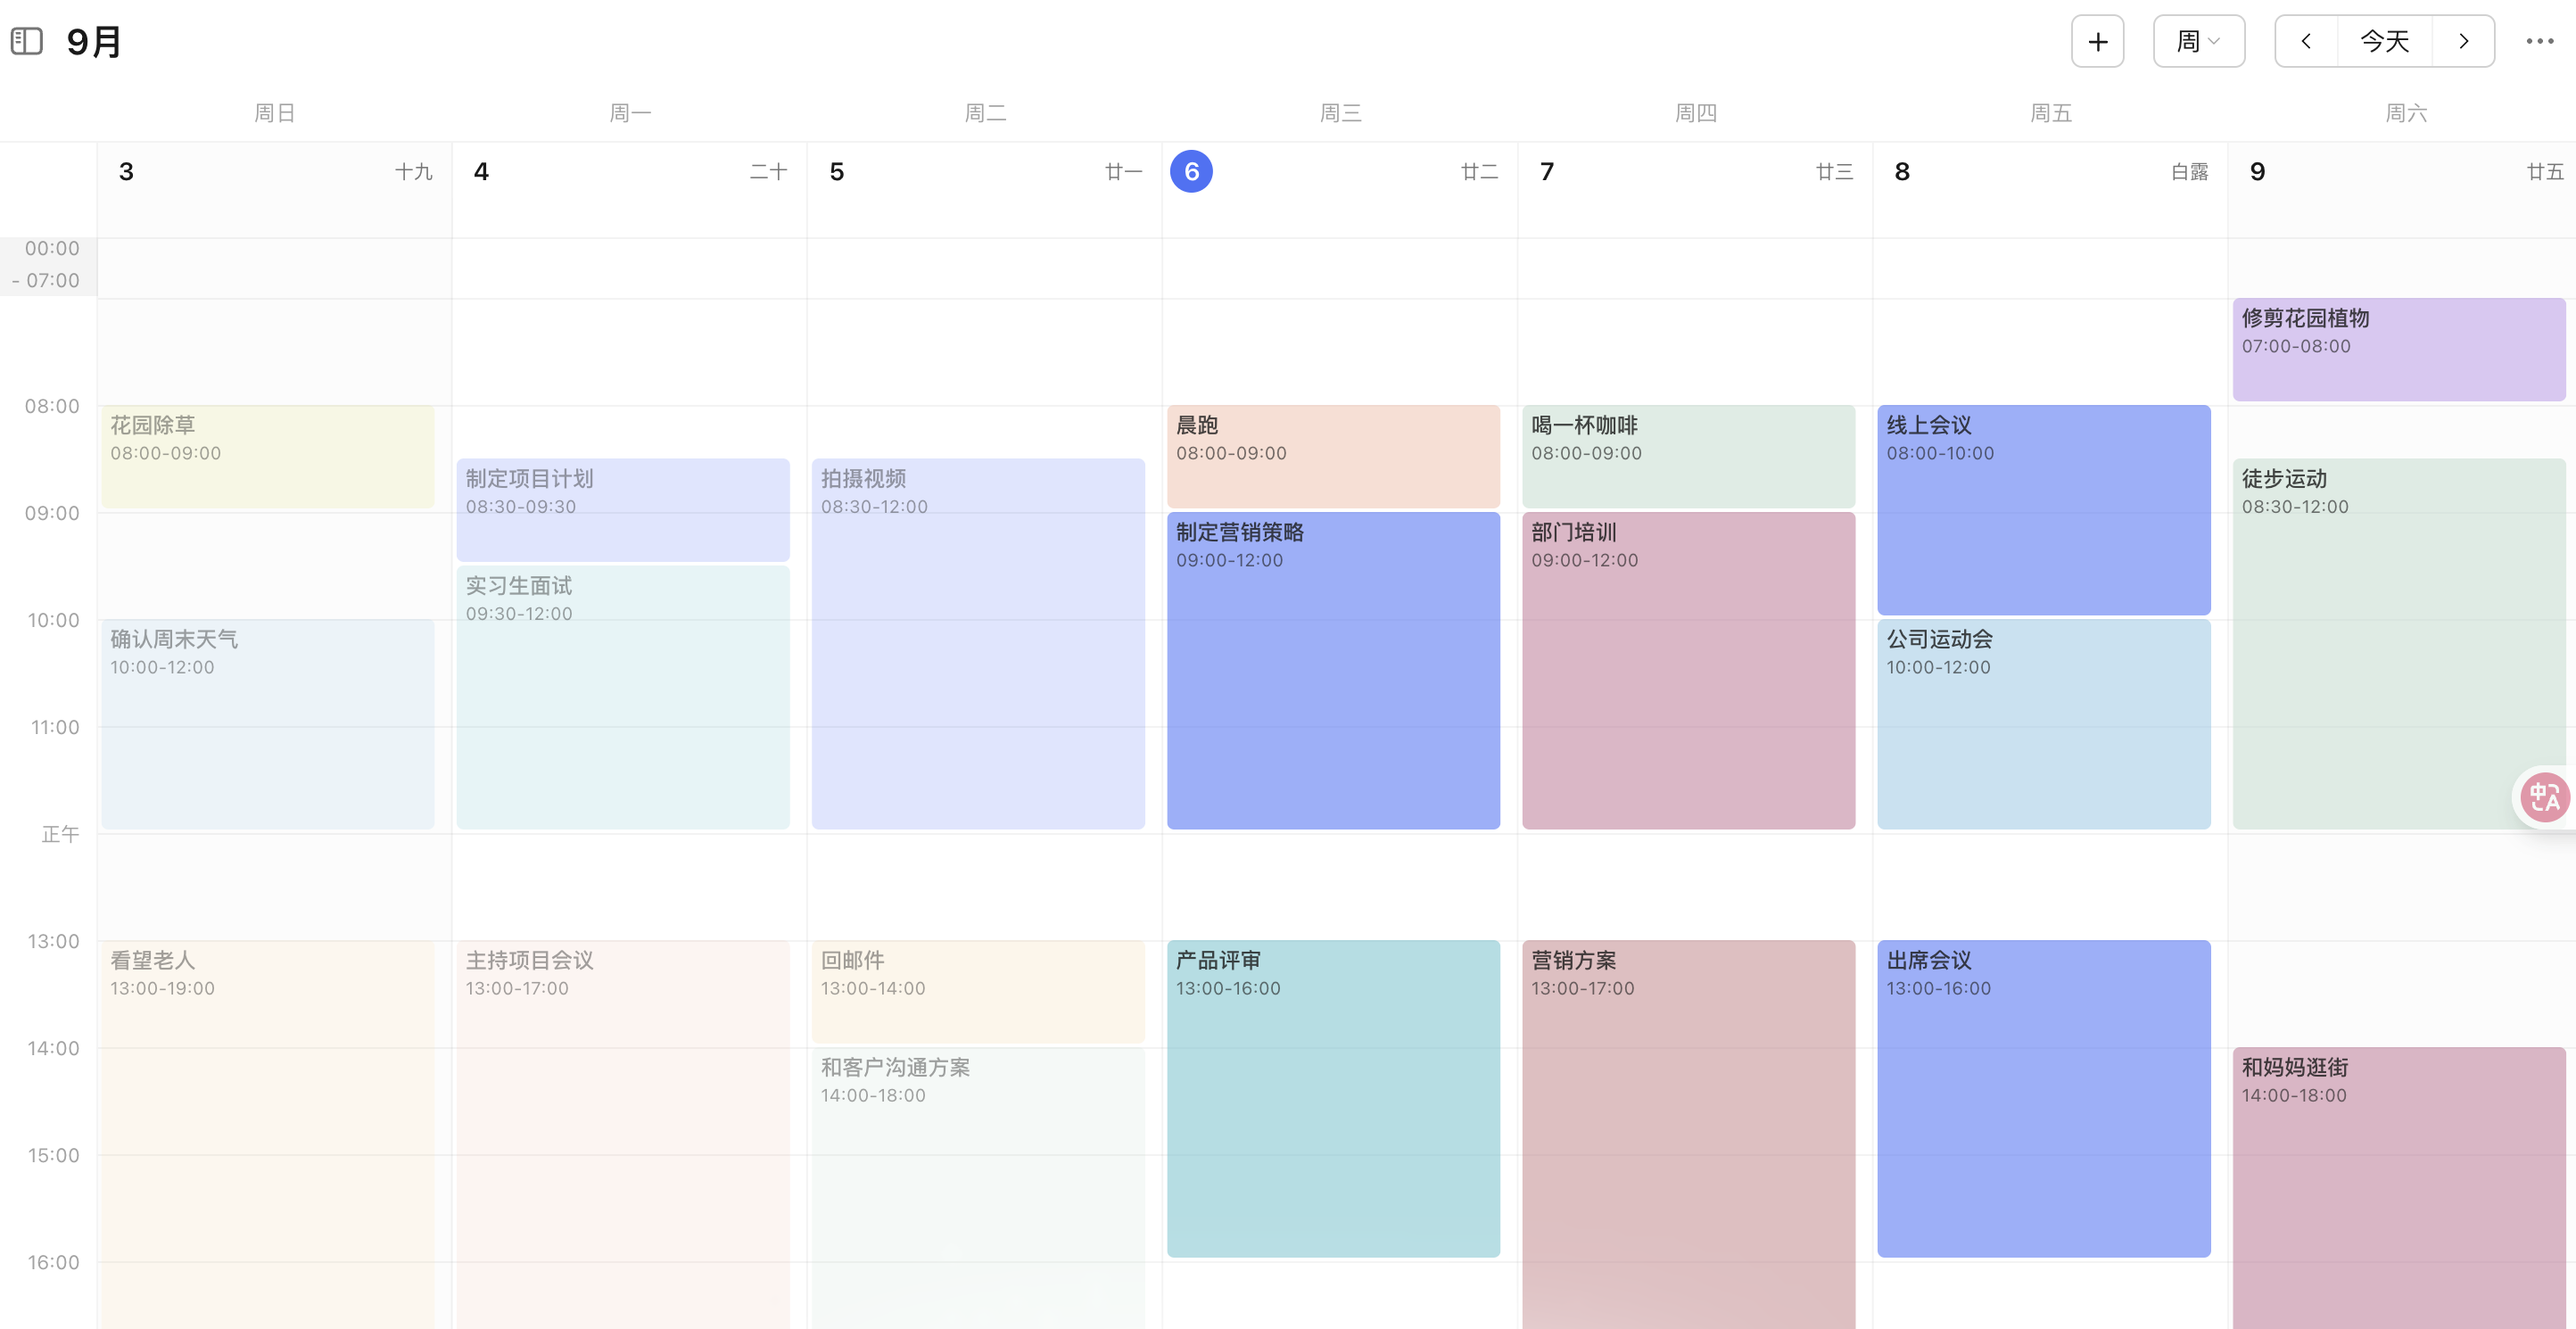 9月
周
今天
周日 周一 周二 周三 周四 周五 周六
3 十九 4 二十 5 廿一 6 廿二 7 廿三 8 白露 9 廿五
00:00
- 07:00
修剪花园植物
07:00-08:00
08:00
花园除草
08:00-09:00
晨跑
08:00-09:00
喝一杯咖啡
08:00-09:00
线上会议
08:00-10:00
制定项目计划
08:30-09:30
拍摄视频
08:30-12:00
徒步运动
08:30-12:00
09:00
制定营销策略
09:00-12:00
部门培训
09:00-12:00
实习生面试
09:30-12:00
10:00
确认周末天气
10:00-12:00
公司运动会
10:00-12:00
11:00
中A
正午
13:00
看望老人
13:00-19:00
主持项目会议
13:00-17:00
回邮件
13:00-14:00
产品评审
13:00-16:00
营销方案
13:00-17:00
出席会议
13:00-16:00
14:00
和客户沟通方案
14:00-18:00
和妈妈逛街
14:00-18:00
15:00
16:00